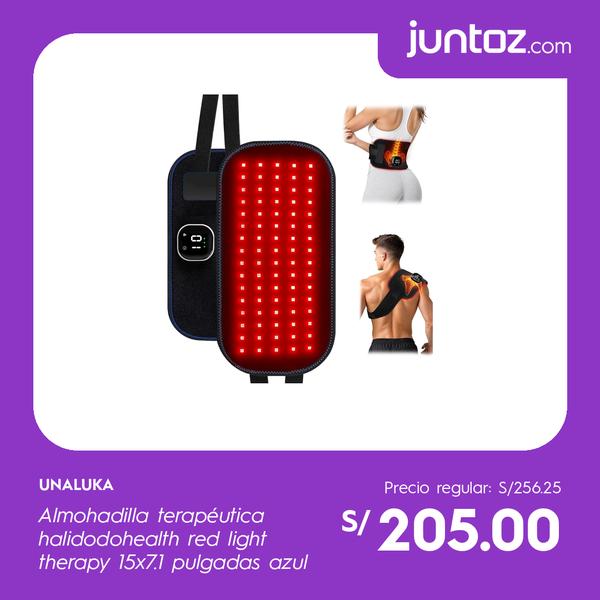 juntoz.com
UNALUKA
Almohadilla terapéutica
halidodohealth red light
therapy 15x7.1 pulgadas azul
Precio regular: S/256.25
S/ 205.00